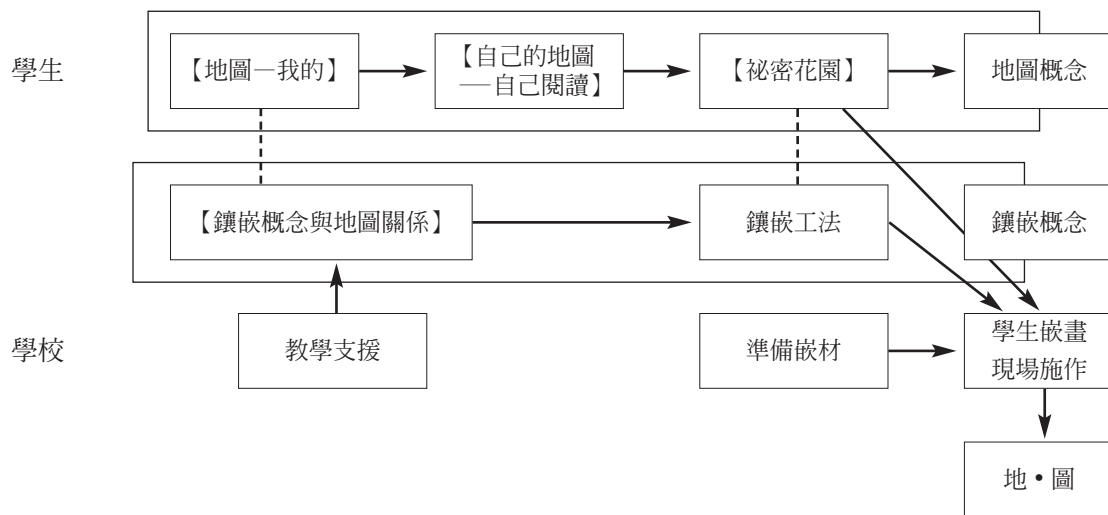 學生
【地圖—我的】
【自己的地圖
──自己閱讀】
【祕密花園】
地圖概念
【鑲嵌概念與地圖關係】
鑲嵌工法
鑲嵌概念
學校
教學支援
準備嵌材
學生嵌畫
現場施作
地•圖